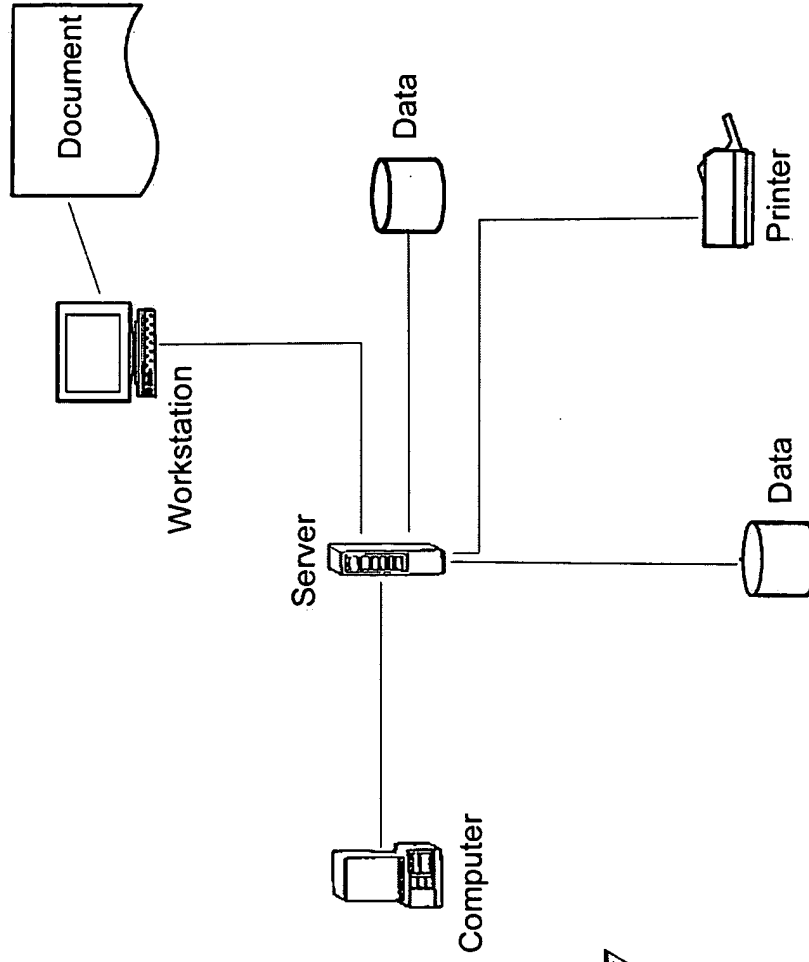 Document
Workstation
Data
Server
Printer
Data
Computer